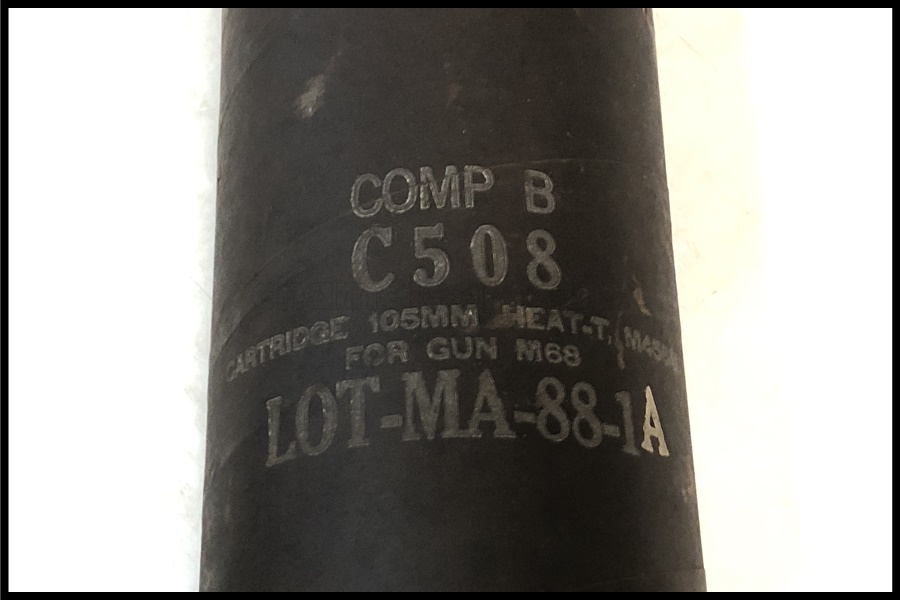 COMP B
C508
CARTRIDGE 105MM HEAT-T,
FOR GUN M68
LOT-MA-88-1A